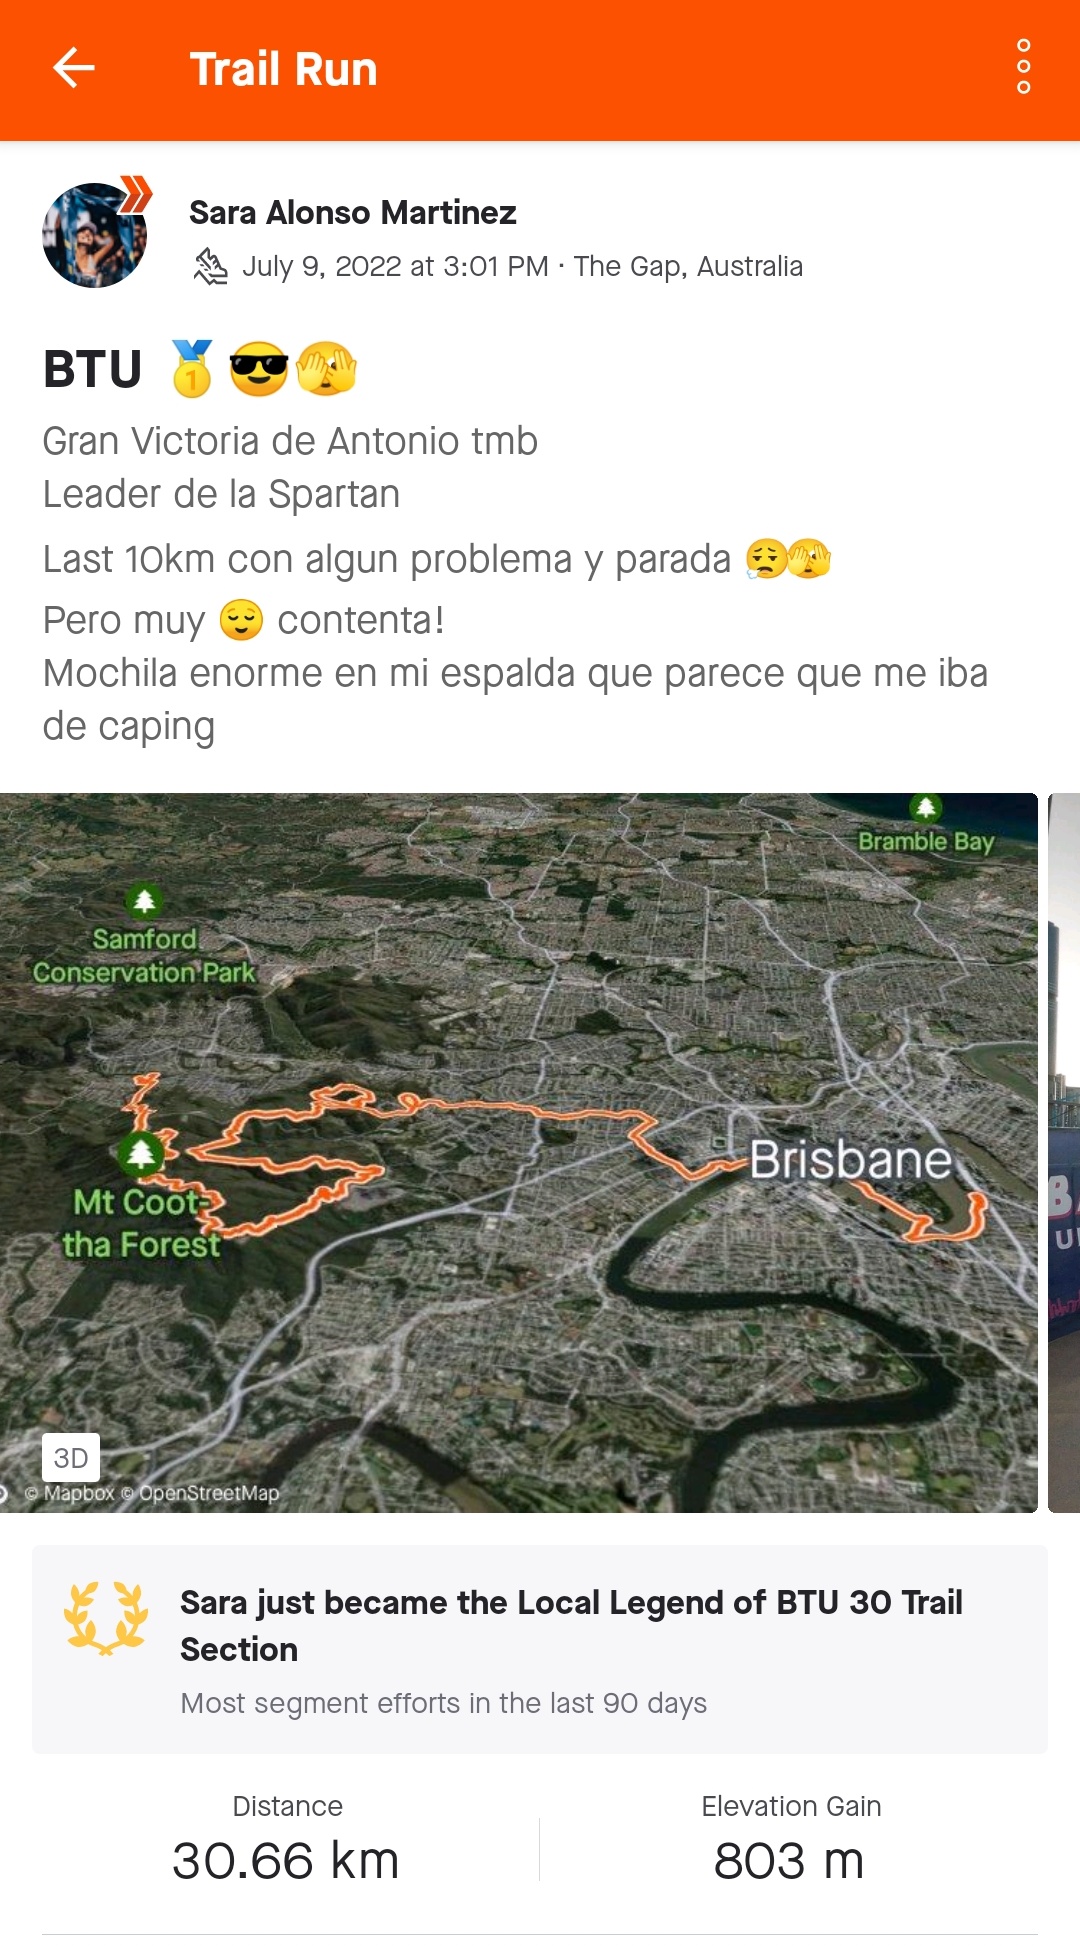 Trail Run
Sara Alonso Martinez
July 9, 2022 at 3:01 PM · The Gap, Australia
BTU 🥇😎🫣
Gran Victoria de Antonio tmb
Leader de la Spartan
Last 10km con algun problema y parada 😮‍💨🫣
Pero muy 😌 contenta!
Mochila enorme en mi espalda que parece que me iba
de caping
Bramble Bay
Samford
Conservation Park
Brisbane
Mt Coot-
tha Forest
3D
© Mapbox © OpenStreetMap
Sara just became the Local Legend of BTU 30 Trail
Section
Most segment efforts in the last 90 days
Distance
30.66 km
Elevation Gain
803 m